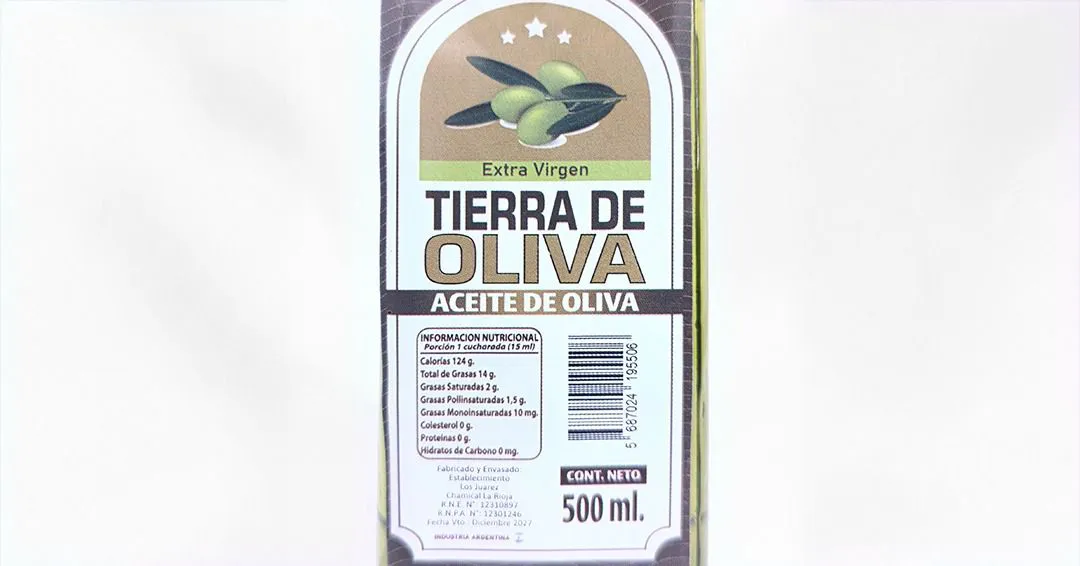 Extra Virgen
TIERRA DE
OLIVA
ACEITE DE OLIVA
INFORMACION NUTRICIONAL
Porción 1 cucharada (15 ml)
Calorías 124 g.
Total de Grasas 14 g.
Grasas Saturadas 2 g.
Grasas Poliinsaturadas 1,5 g.
Grasas Monoinsaturadas 10 mg.
Colesterol 0 g.
Proteinas 0 g.
Hidratos de Carbono 0 mg.
Fabricado y Envasado:
Establecimiento
Los Juarez
Chamical La Rioja
R.N.E. N°: 12310897
R.N.P.A. N°: 12301246
Fecha Vto.: Diciembre 2027
INDUSTRIA ARGENTINA
5 687024 195506
CONT. NETO
500 ml.